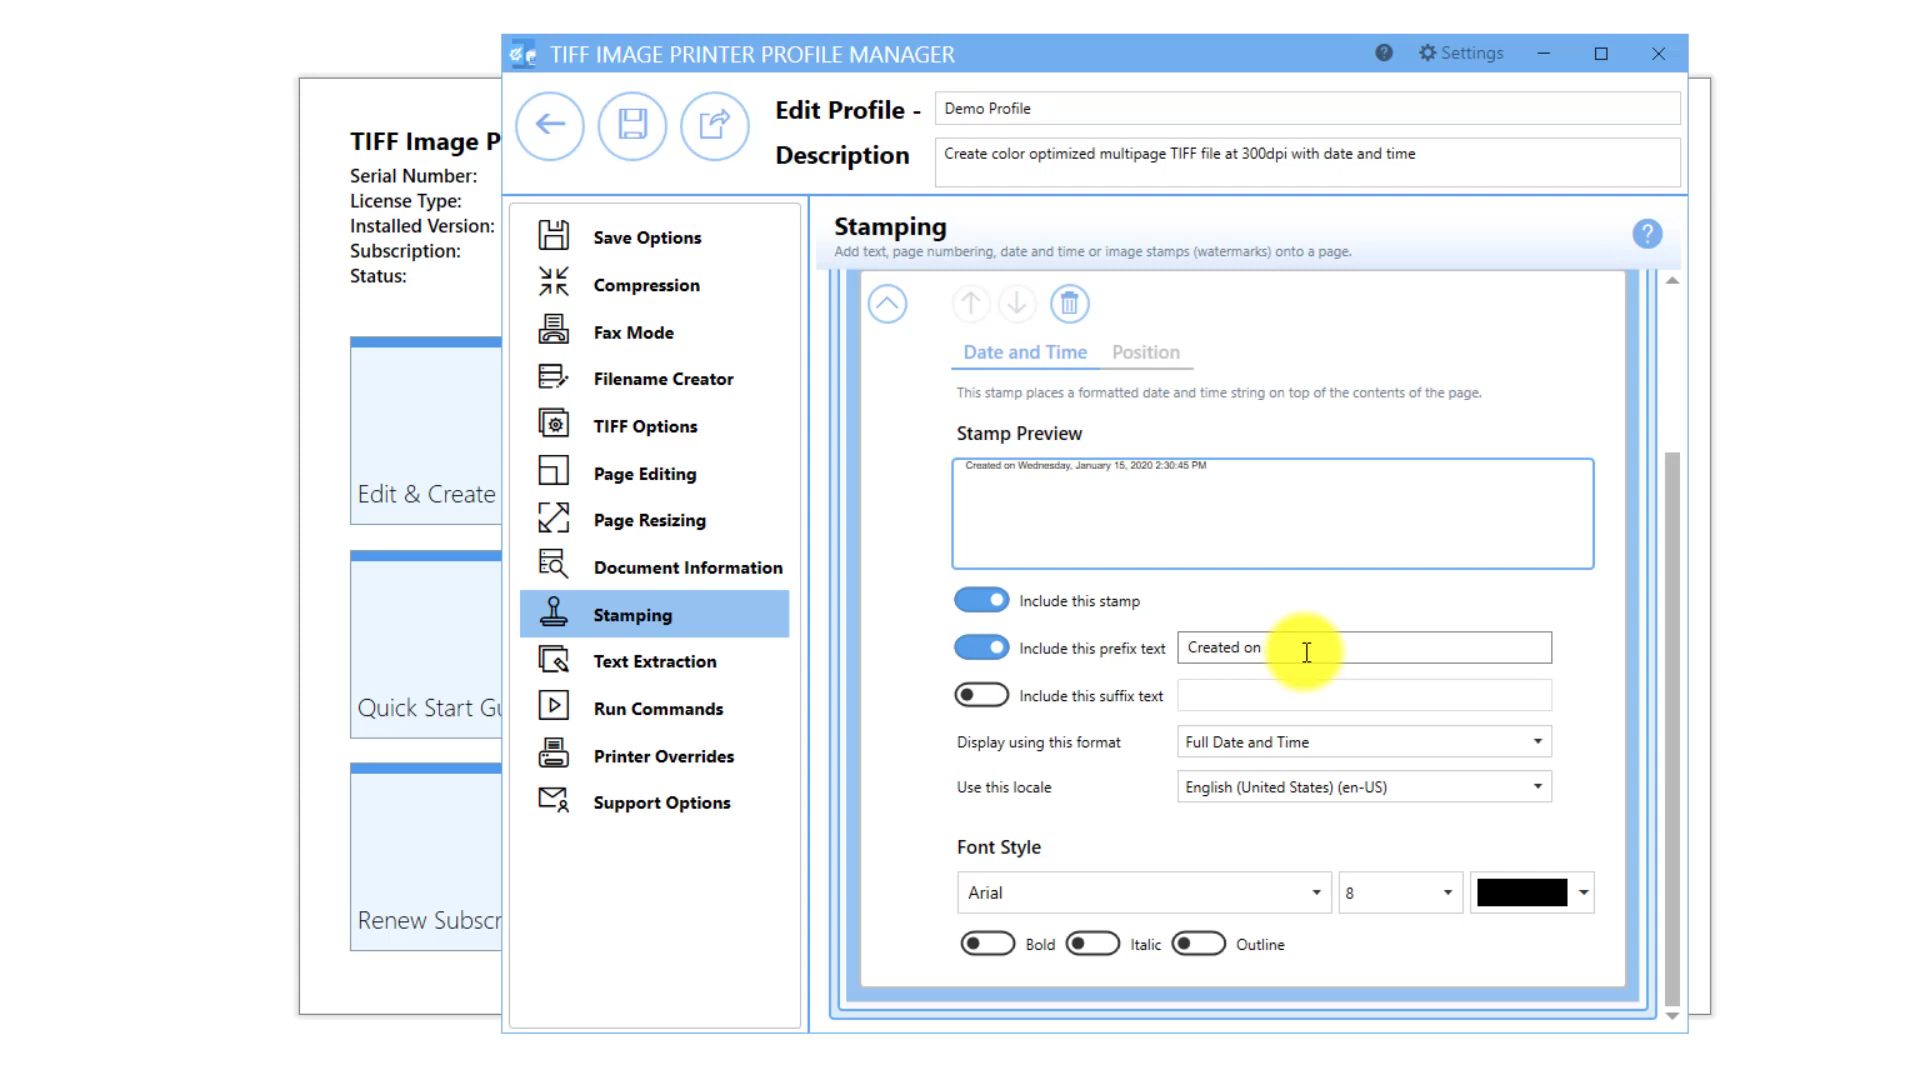 TIFF IMAGE PRINTER PROFILE MANAGER
Settings
Edit Profile -
Demo Profile
Description
Create color optimized multipage TIFF file at 300dpi with date and time
TIFF Image P
Serial Number:
License Type:
Installed Version:
Subscription:
Status:
Edit & Create
Quick Start Gu
Renew Subscr
Save Options
Compression
Fax Mode
Filename Creator
TIFF Options
Page Editing
Page Resizing
Document Information
Stamping
Text Extraction
Run Commands
Printer Overrides
Support Options
Stamping
Add text, page numbering, date and time or image stamps (watermarks) onto a page.
Date and Time
Position
This stamp places a formatted date and time string on top of the contents of the page.
Stamp Preview
Created on Wednesday, January 15, 2020 2:30:45 PM
Include this stamp
Include this prefix text
Created on
Include this suffix text
Display using this format
Full Date and Time
Use this locale
English (United States) (en-US)
Font Style
Arial
8
Bold
Italic
Outline